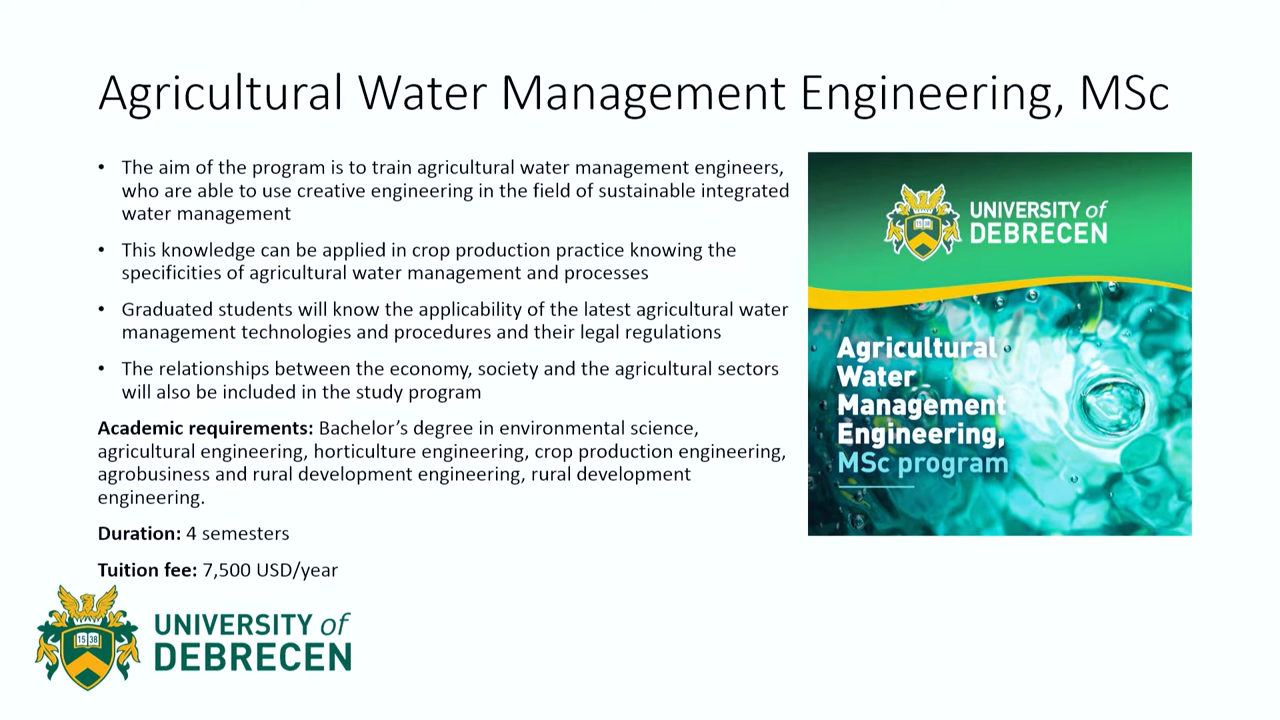 Agricultural Water Management Engineering, MSc
• The aim of the program is to train agricultural water management engineers,
who are able to use creative engineering in the field of sustainable integrated
water management
• This knowledge can be applied in crop production practice knowing the
specificities of agricultural water management and processes
• Graduated students will know the applicability of the latest agricultural water
management technologies and procedures and their legal regulations
• The relationships between the economy, society and the agricultural sectors
will also be included in the study program
Academic requirements: Bachelor’s degree in environmental science,
agricultural engineering, horticulture engineering, crop production engineering,
agrobusiness and rural development engineering, rural development
engineering.
Duration: 4 semesters
Tuition fee: 7,500 USD/year
UNIVERSITY of
DEBRECEN
Agricultural
Water
Management
Engineering,
MSc program
15 38
UNIVERSITY of
DEBRECEN